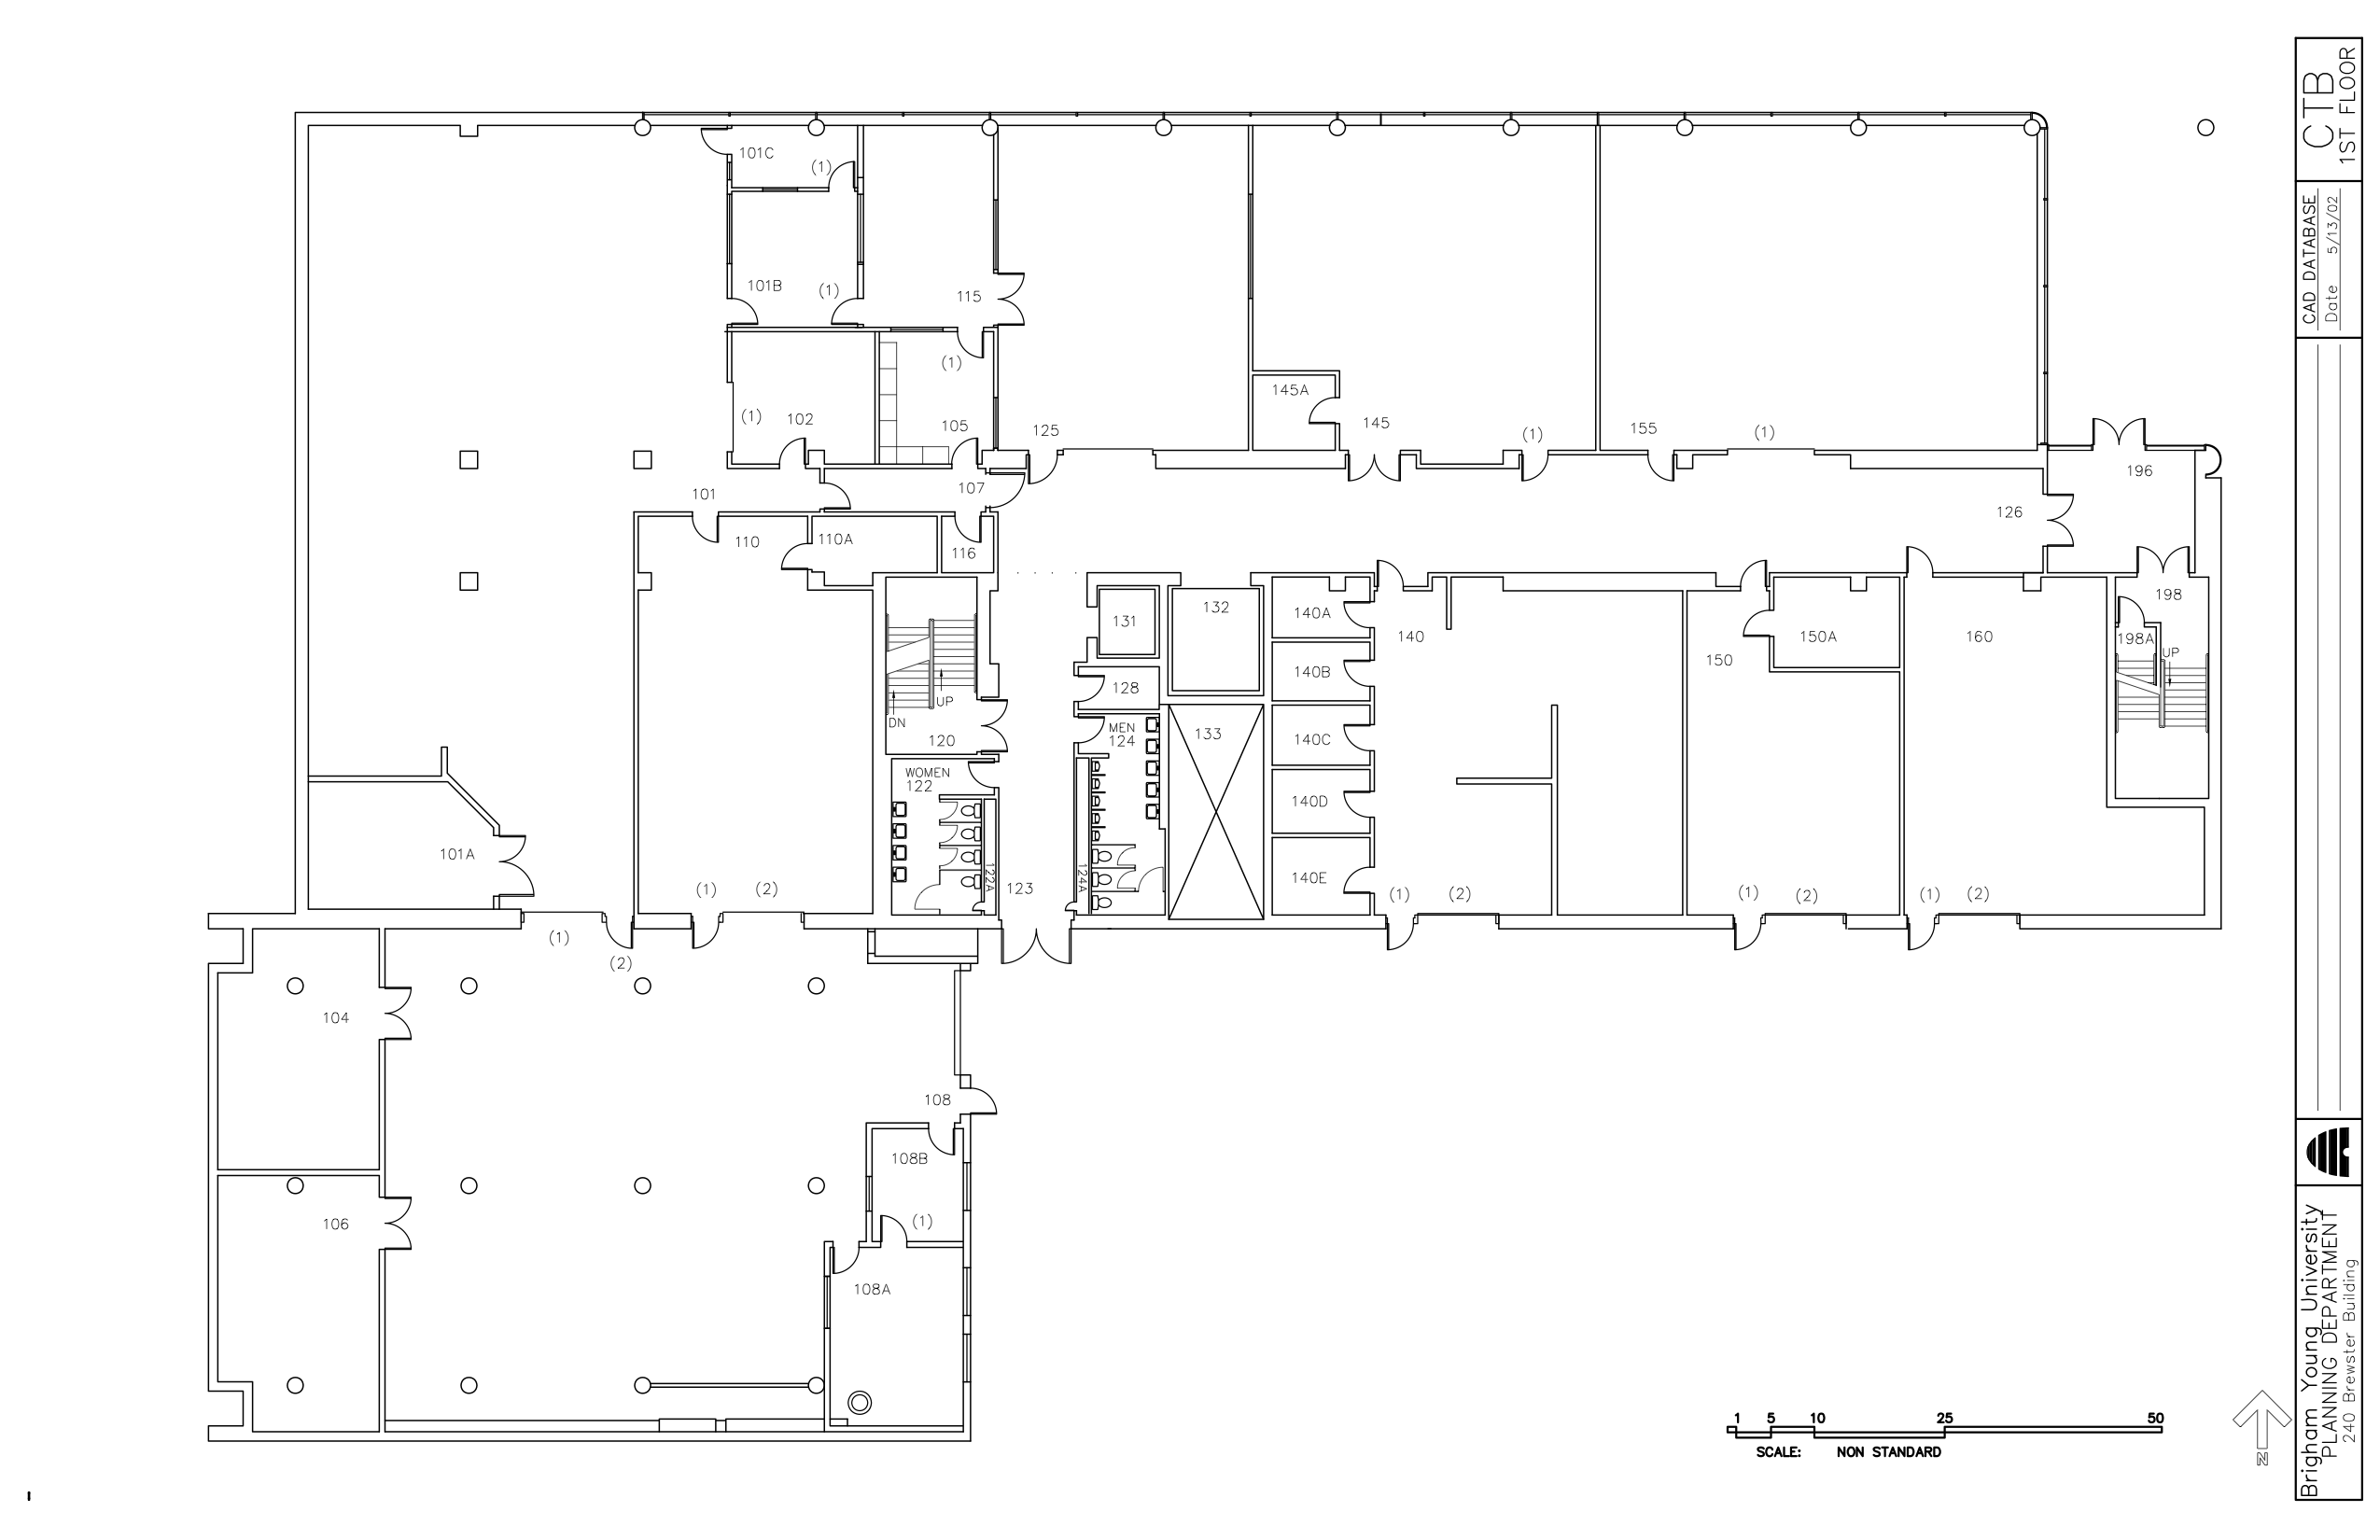 101C
(1)
101B
(1)
115
(1)
145A
(1)
102
105
125
145
(1)
155
(1)
101
107
196
126
110
110A
116
131
132
140A
140
150A
160
198
198A
UP
150
128
140B
UP
DN
120
MEN
124
133
140C
WOMEN
122
140D
101A
122A
124A
123
140E
(1)
(2)
(1)
(2)
(1)
(2)
(1)
(2)
(1)
(2)
104
108
108B
106
(1)
108A
1 5 10 25 50
SCALE: NON STANDARD
N
CTB
1ST FLOOR
CAD DATABASE
Date 5/13/02
Brigham Young University
PLANNING DEPARTMENT
240 Brewster Building